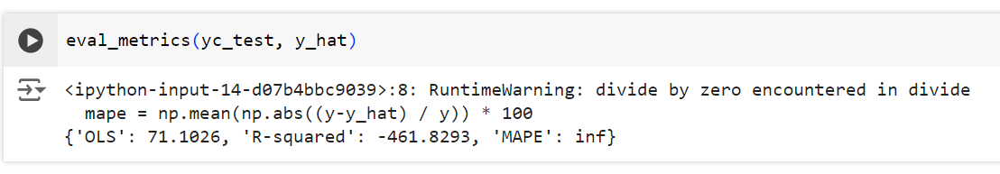 eval_metrics(yc_test, y_hat)
<ipython-input-14-d07b4bbc9039>:8: RuntimeWarning: divide by zero encountered in divide
  mape = np.mean(np.abs((y-y_hat) / y)) * 100
{'OLS': 71.1026, 'R-squared': -461.8293, 'MAPE': inf}